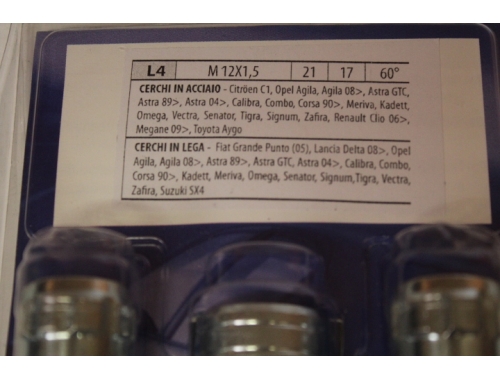 L4 M 12X1,5 21 17 60°
CERCHI IN ACCIAIO - Citröen C1, Opel Agila, Agila 08>, Astra GTC,
Astra 89>, Astra 04>, Calibra, Combo, Corsa 90>, Meriva, Kadett,
Omega, Vectra, Senator, Tigra, Signum, Zafira, Renault Clio 06>,
Megane 09>, Toyota Aygo
CERCHI IN LEGA - Fiat Grande Punto (05), Lancia Delta 08>, Opel
Agila, Agila 08>, Astra 89>, Astra GTC, Astra 04>, Calibra, Combo,
Corsa 90>, Kadett, Meriva, Omega, Senator, Signum,Tigra, Vectra,
Zafira, Suzuki SX4